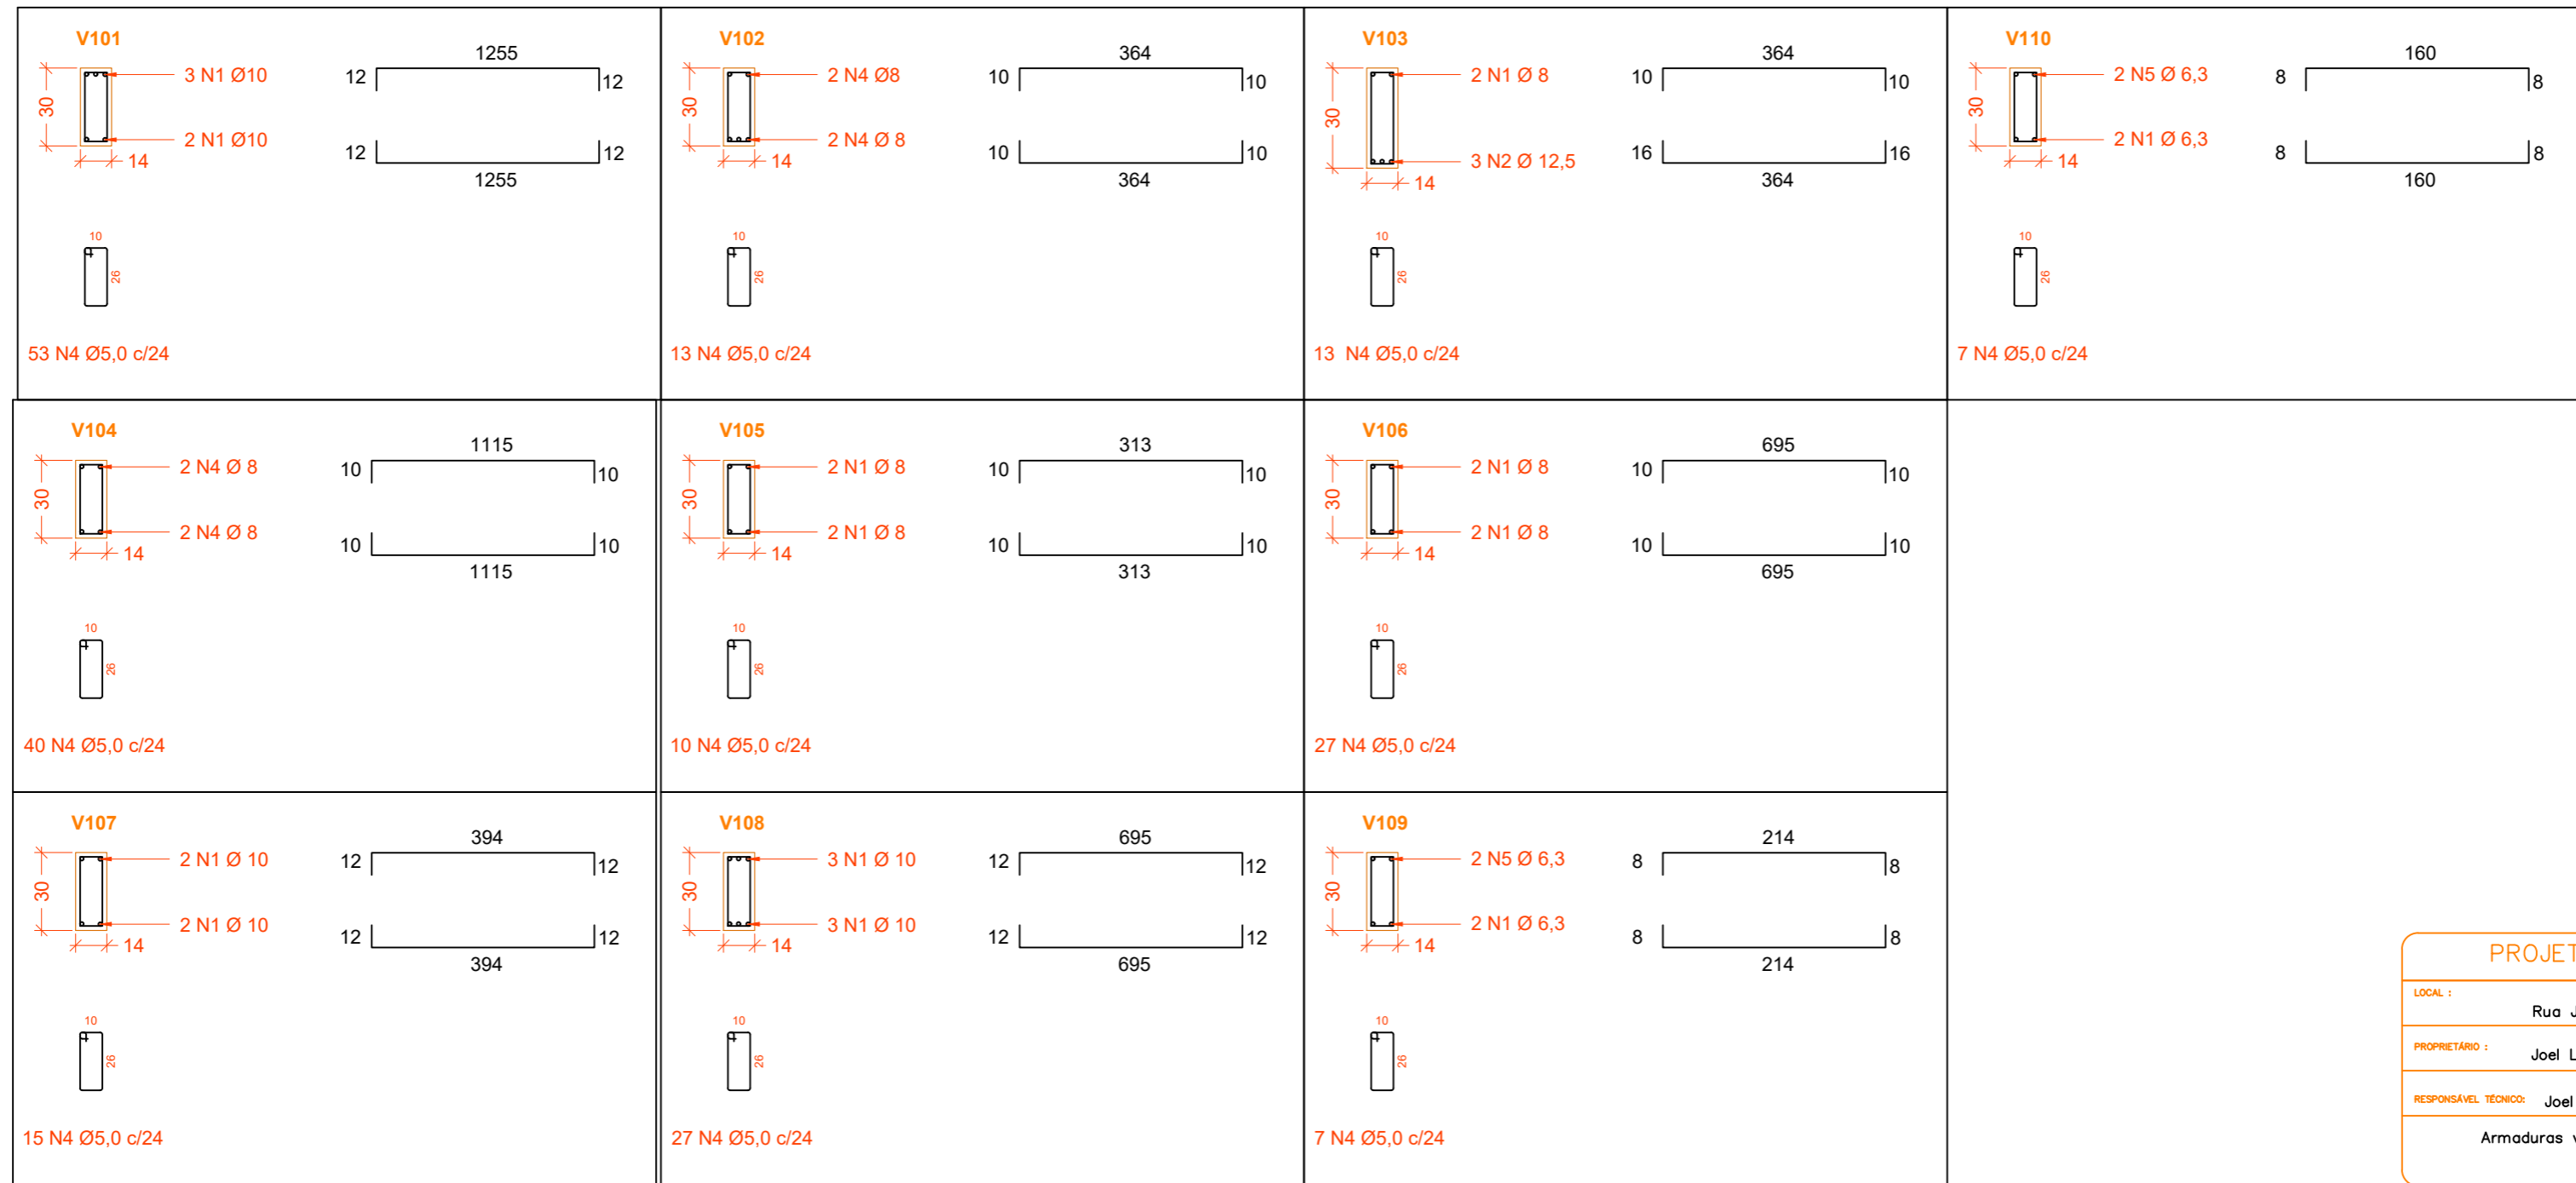 V101
3 N1 Ø10
2 N1 Ø10
30
14
1255
12
12
12
12
1255
10
26
53 N4 Ø5,0 c/24
V102
2 N4 Ø8
2 N4 Ø 8
30
14
364
10
10
10
10
364
10
26
13 N4 Ø5,0 c/24
V103
2 N1 Ø 8
3 N2 Ø 12,5
30
14
364
10
10
16
16
364
10
26
13 N4 Ø5,0 c/24
V110
2 N5 Ø 6,3
2 N1 Ø 6,3
30
14
160
8
8
8
8
160
10
26
7 N4 Ø5,0 c/24
V104
2 N4 Ø 8
2 N4 Ø 8
30
14
1115
10
10
10
10
1115
10
26
40 N4 Ø5,0 c/24
V105
2 N1 Ø 8
2 N1 Ø 8
30
14
313
10
10
10
10
313
10
26
10 N4 Ø5,0 c/24
V106
2 N1 Ø 8
2 N1 Ø 8
30
14
695
10
10
10
10
695
10
26
27 N4 Ø5,0 c/24
V107
2 N1 Ø 10
2 N1 Ø 10
30
14
394
12
12
12
12
394
10
26
15 N4 Ø5,0 c/24
V108
3 N1 Ø 10
3 N1 Ø 10
30
14
695
12
12
12
12
695
10
26
27 N4 Ø5,0 c/24
V109
2 N5 Ø 6,3
2 N1 Ø 6,3
30
14
214
8
8
8
8
214
10
26
7 N4 Ø5,0 c/24
PROJET
LOCAL :
Rua J
PROPRIETÁRIO :
Joel L
RESPONSÁVEL TÉCNICO: Joel
Armaduras v